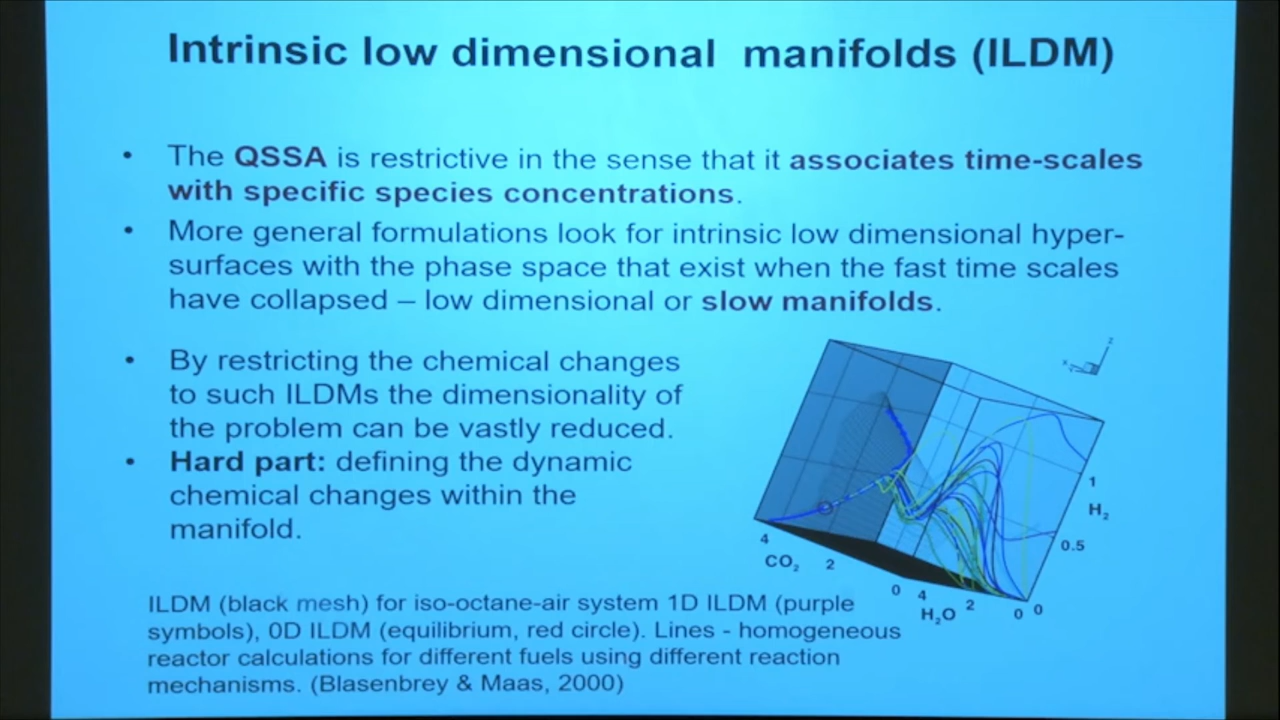 Intrinsic low dimensional manifolds (ILDM)
• The QSSA is restrictive in the sense that it associates time-scales
with specific species concentrations.
• More general formulations look for intrinsic low dimensional hyper-
surfaces with the phase space that exist when the fast time scales
have collapsed – low dimensional or slow manifolds.
• By restricting the chemical changes
to such ILDMs the dimensionality of
the problem can be vastly reduced.
• Hard part: defining the dynamic
chemical changes within the
manifold.
z
x
1
H₂
0.5
4
CO₂ 2
0 4
H₂O 2
0 0
ILDM (black mesh) for iso-octane-air system 1D ILDM (purple
symbols), 0D ILDM (equilibrium, red circle). Lines - homogeneous
reactor calculations for different fuels using different reaction
mechanisms. (Blasenbrey & Maas, 2000)